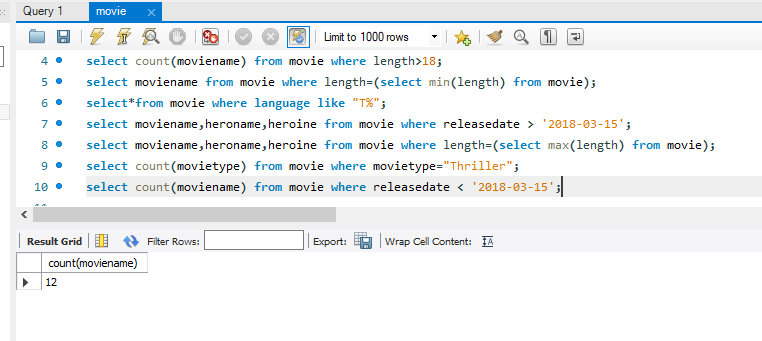 Query 1 movie
Limit to 1000 rows
4 select count(moviename) from movie where length>18;
5 select moviename from movie where length=(select min(length) from movie);
6 select*from movie where language like "T%";
7 select moviename,heroname,heroine from movie where releasedate > '2018-03-15';
8 select moviename,heroname,heroine from movie where length=(select max(length) from movie);
9 select count(movietype) from movie where movietype="Thriller";
10 select count(moviename) from movie where releasedate < '2018-03-15';
Result Grid Filter Rows: Export: Wrap Cell Content:
count(moviename)
12